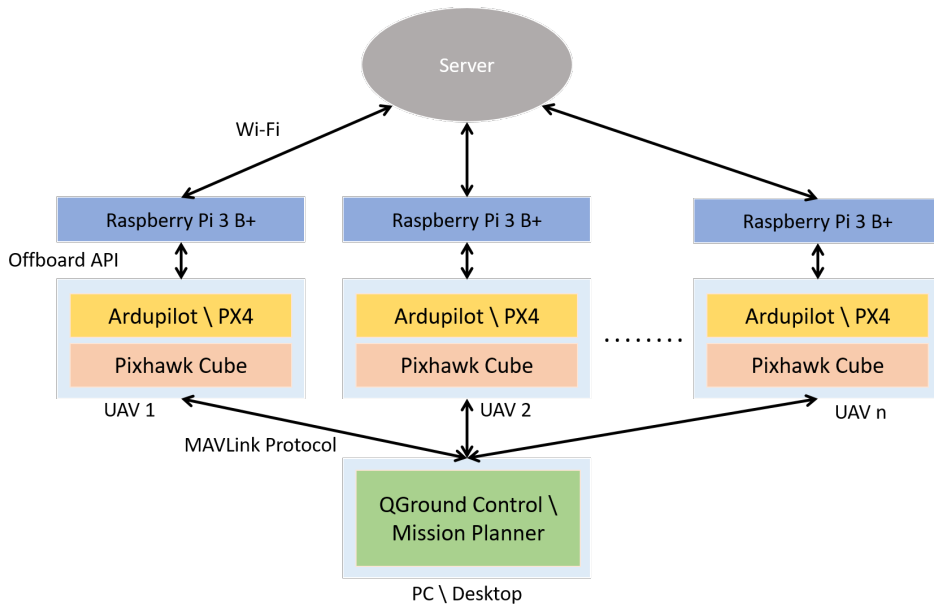 Server
Wi-Fi
Raspberry Pi 3 B+
Raspberry Pi 3 B+
Raspberry Pi 3 B+
Offboard API
Ardupilot \ PX4
Ardupilot \ PX4
Ardupilot \ PX4
........
Pixhawk Cube
Pixhawk Cube
Pixhawk Cube
UAV 1
UAV 2
UAV n
MAVLink Protocol
QGround Control \
Mission Planner
PC \ Desktop